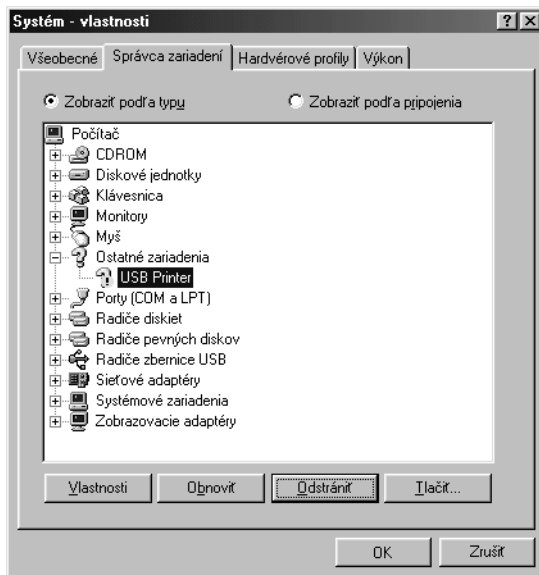 Systém - vlastnosti
Všeobecné Správca zariadení Hardvérové profily Výkon
Zobraziť podľa typu Zobraziť podľa pripojenia
Počítač
CDROM
Diskové jednotky
Klávesnica
Monitory
Myš
Ostatné zariadenia
USB Printer
Porty (COM a LPT)
Radiče diskiet
Radiče pevných diskov
Radiče zbernice USB
Sieťové adaptéry
Systémové zariadenia
Zobrazovacie adaptéry
Vlastnosti Obnoviť Odstrániť Tlačiť...
OK Zrušiť